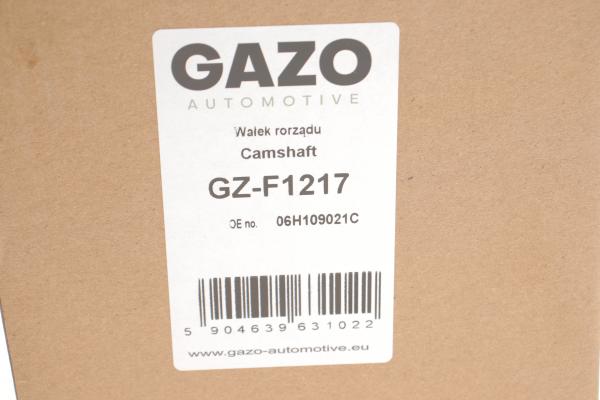 GAZO
AUTOMOTIVE
Wałek rorządu
Camshaft
GZ-F1217
OE no. 06H109021C
5 904639 631022
www.gazo-automotive.eu